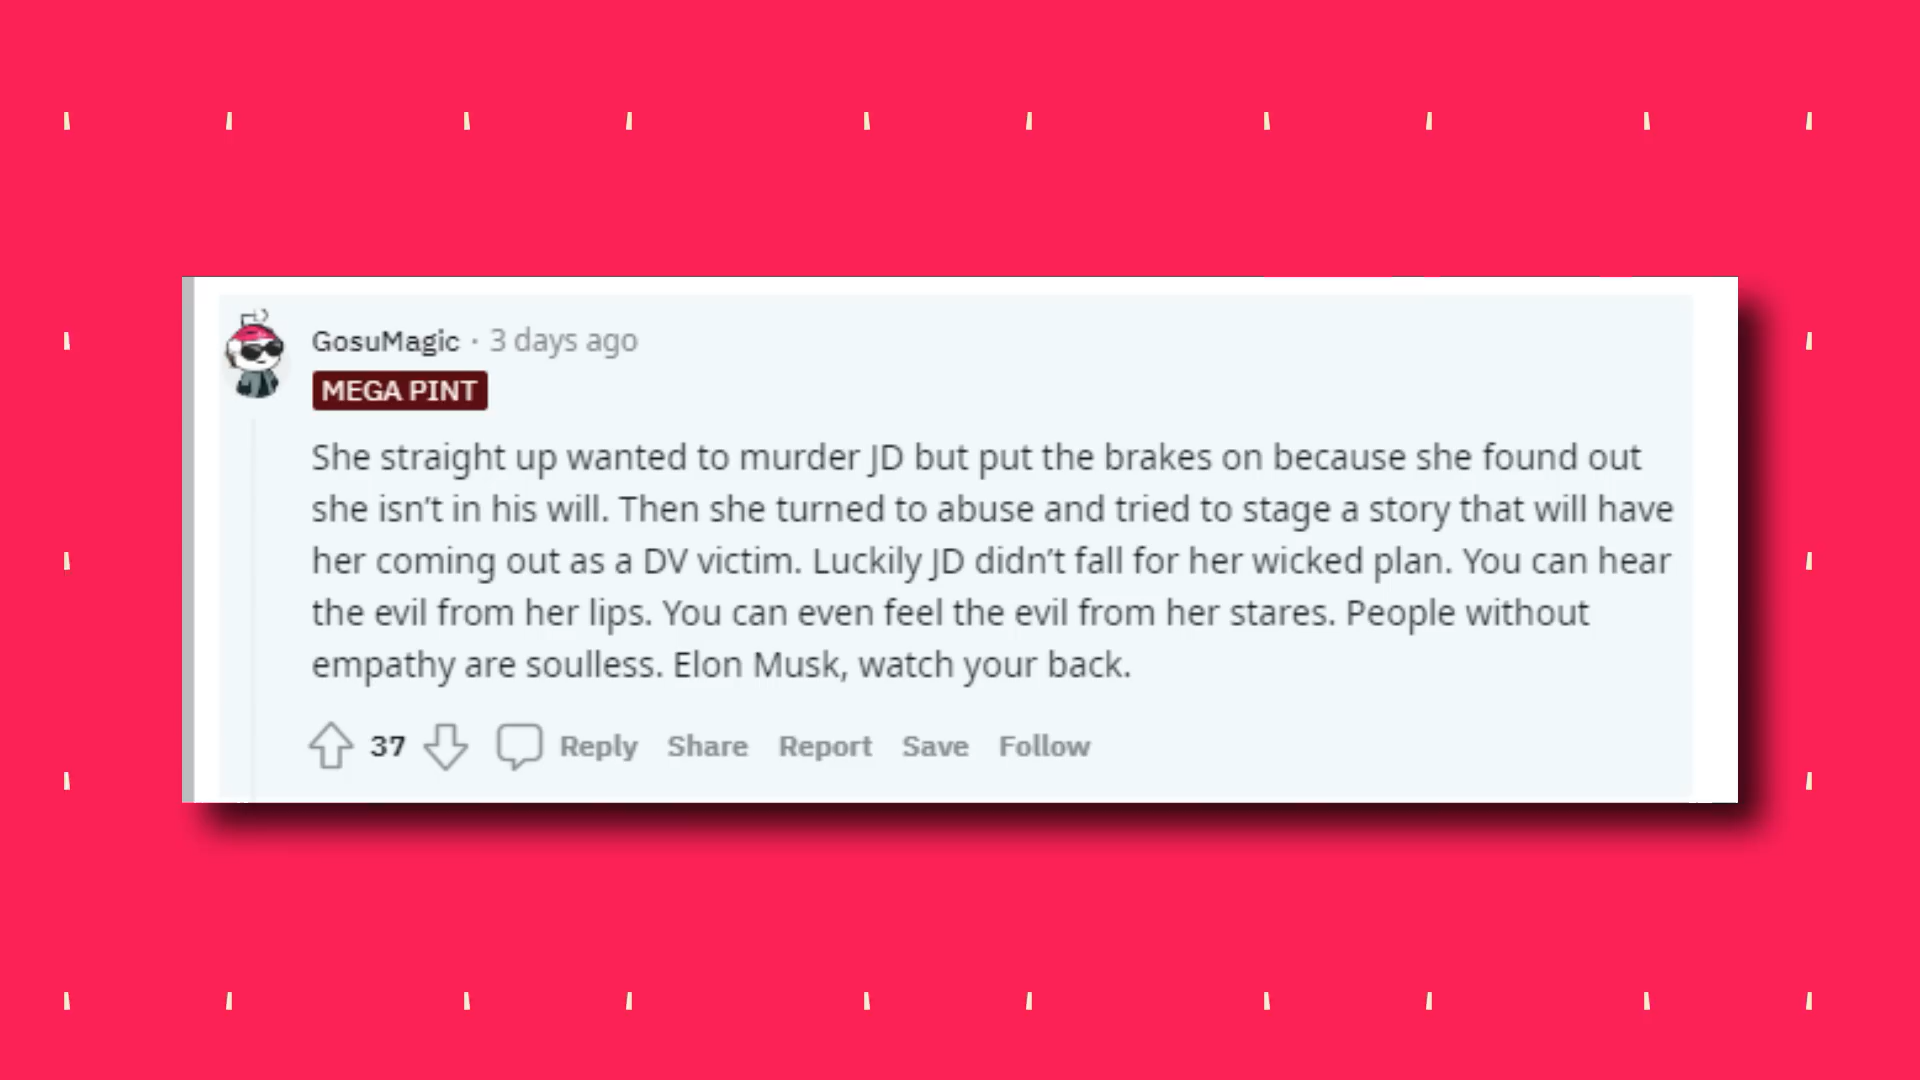 GosuMagic · 3 days ago
MEGA PINT
She straight up wanted to murder JD but put the brakes on because she found out
she isn't in his will. Then she turned to abuse and tried to stage a story that will have
her coming out as a DV victim. Luckily JD didn't fall for her wicked plan. You can hear
the evil from her lips. You can even feel the evil from her stares. People without
empathy are soulless. Elon Musk, watch your back.
37 Reply Share Report Save Follow